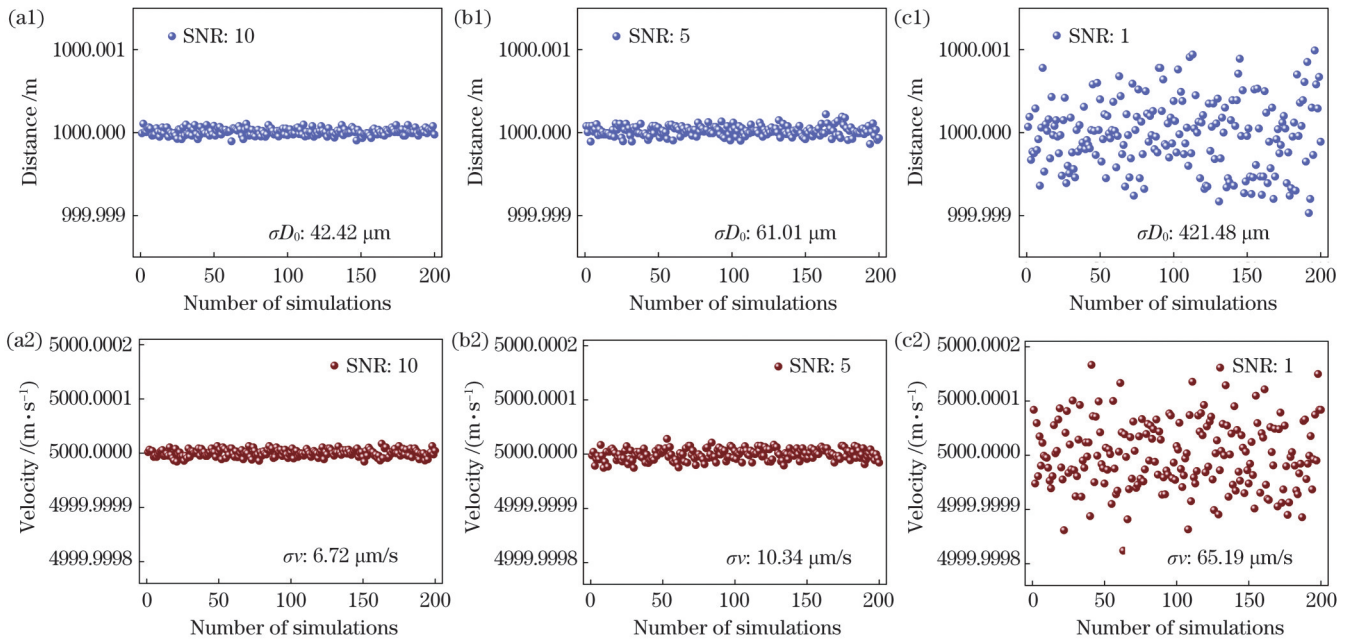 (a1)
SNR: 10
1000.001
1000.000
999.999
Distance /m
σD₀: 42.42 μm
0 50 100 150 200
Number of simulations
(b1)
SNR: 5
1000.001
1000.000
999.999
Distance /m
σD₀: 61.01 μm
0 50 100 150 200
Number of simulations
(c1)
SNR: 1
1000.001
1000.000
999.999
Distance /m
σD₀: 421.48 μm
0 50 100 150 200
Number of simulations
(a2)
5000.0002
SNR: 10
5000.0001
5000.0000
4999.9999
4999.9998
Velocity /(m·s⁻¹)
σv: 6.72 μm/s
0 50 100 150 200
Number of simulations
(b2)
5000.0002
SNR: 5
5000.0001
5000.0000
4999.9999
4999.9998
Velocity /(m·s⁻¹)
σv: 10.34 μm/s
0 50 100 150 200
Number of simulations
(c2)
5000.0002
SNR: 1
5000.0001
5000.0000
4999.9999
4999.9998
Velocity /(m·s⁻¹)
σv: 65.19 μm/s
0 50 100 150 200
Number of simulations